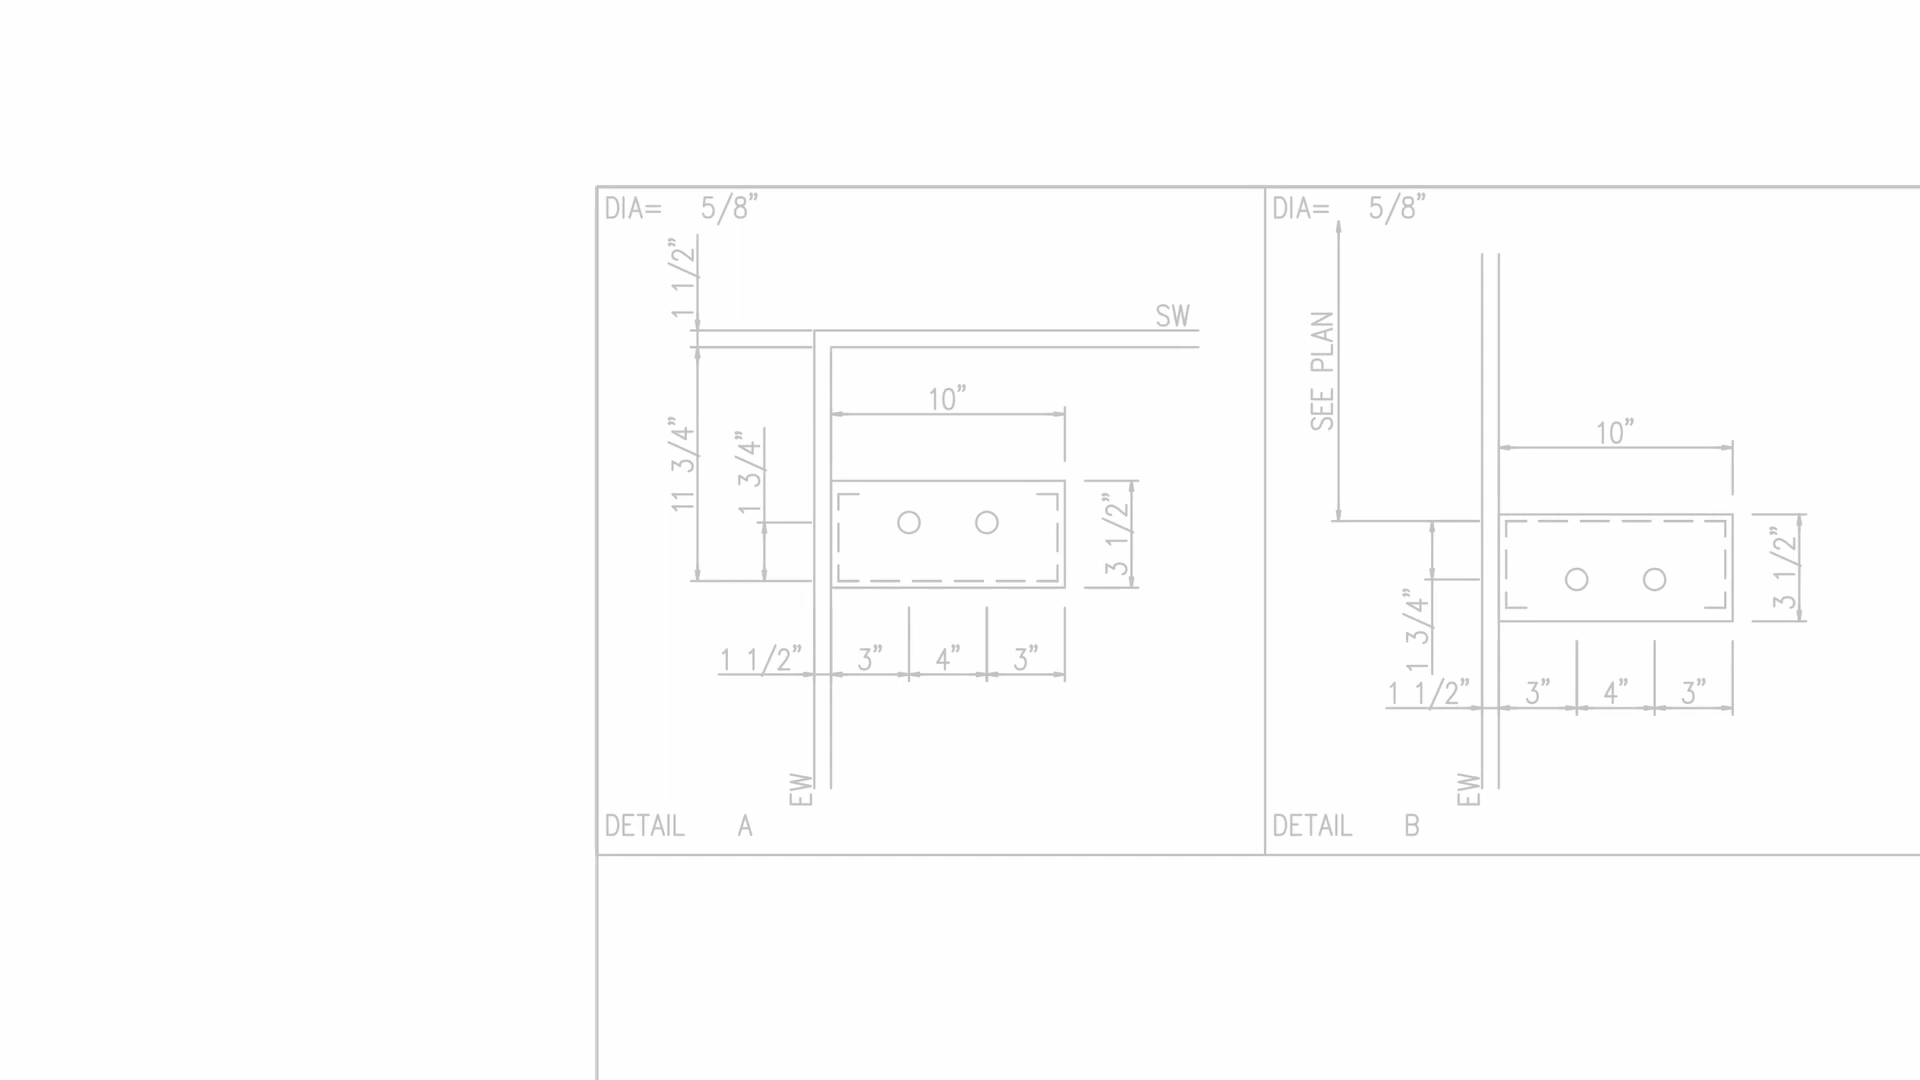 DIA= 5/8”
1 1/2”
SW
10”
11 3/4”
1 3/4”
3 1/2”
1 1/2”
3”
4”
3”
EW
DETAIL A
DIA= 5/8”
SEE PLAN
10”
3 1/2”
1 3/4”
1 1/2”
3”
4”
3”
EW
DETAIL B